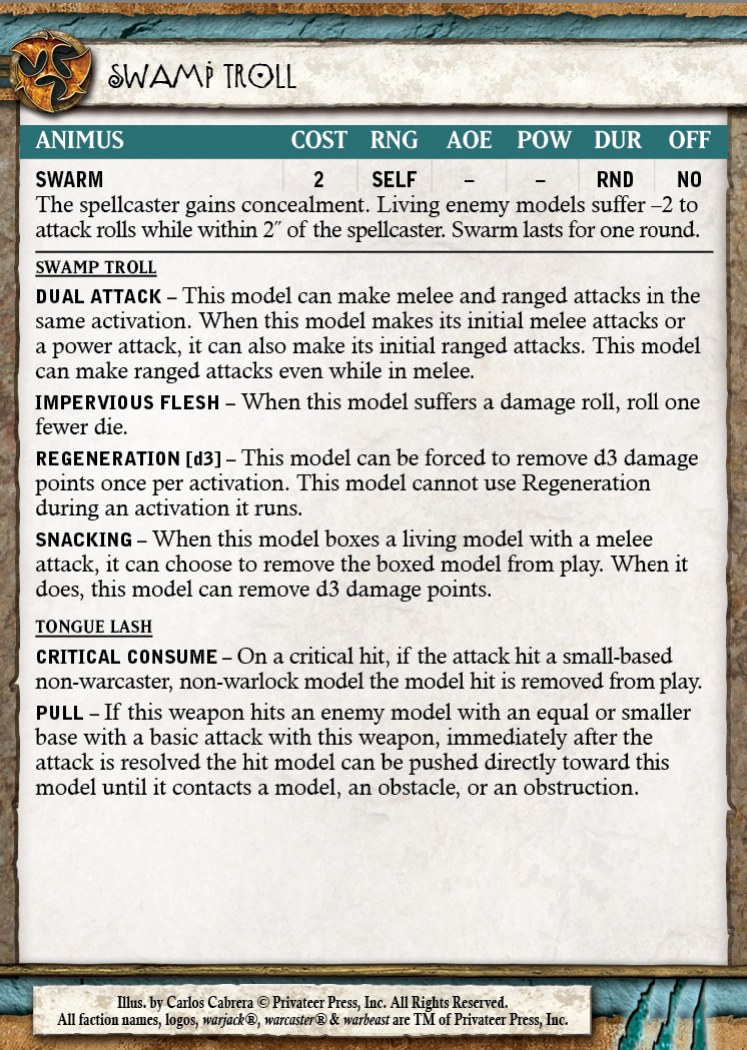 SWAMP TROLL
ANIMUS COST RNG AOE POW DUR OFF
SWARM 2 SELF – – RND NO
The spellcaster gains concealment. Living enemy models suffer –2 to
attack rolls while within 2˝ of the spellcaster. Swarm lasts for one round.
SWAMP TROLL
DUAL ATTACK – This model can make melee and ranged attacks in the
same activation. When this model makes its initial melee attacks or
a power attack, it can also make its initial ranged attacks. This model
can make ranged attacks even while in melee.
IMPERVIOUS FLESH – When this model suffers a damage roll, roll one
fewer die.
REGENERATION [d3] – This model can be forced to remove d3 damage
points once per activation. This model cannot use Regeneration
during an activation it runs.
SNACKING – When this model boxes a living model with a melee
attack, it can choose to remove the boxed model from play. When it
does, this model can remove d3 damage points.
TONGUE LASH
CRITICAL CONSUME – On a critical hit, if the attack hit a small-based
non-warcaster, non-warlock model the model hit is removed from play.
PULL – If this weapon hits an enemy model with an equal or smaller
base with a basic attack with this weapon, immediately after the
attack is resolved the hit model can be pushed directly toward this
model until it contacts a model, an obstacle, or an obstruction.
Illus. by Carlos Cabrera © Privateer Press, Inc. All Rights Reserved.
All faction names, logos, warjack®, warcaster® & warbeast are TM of Privateer Press, Inc.